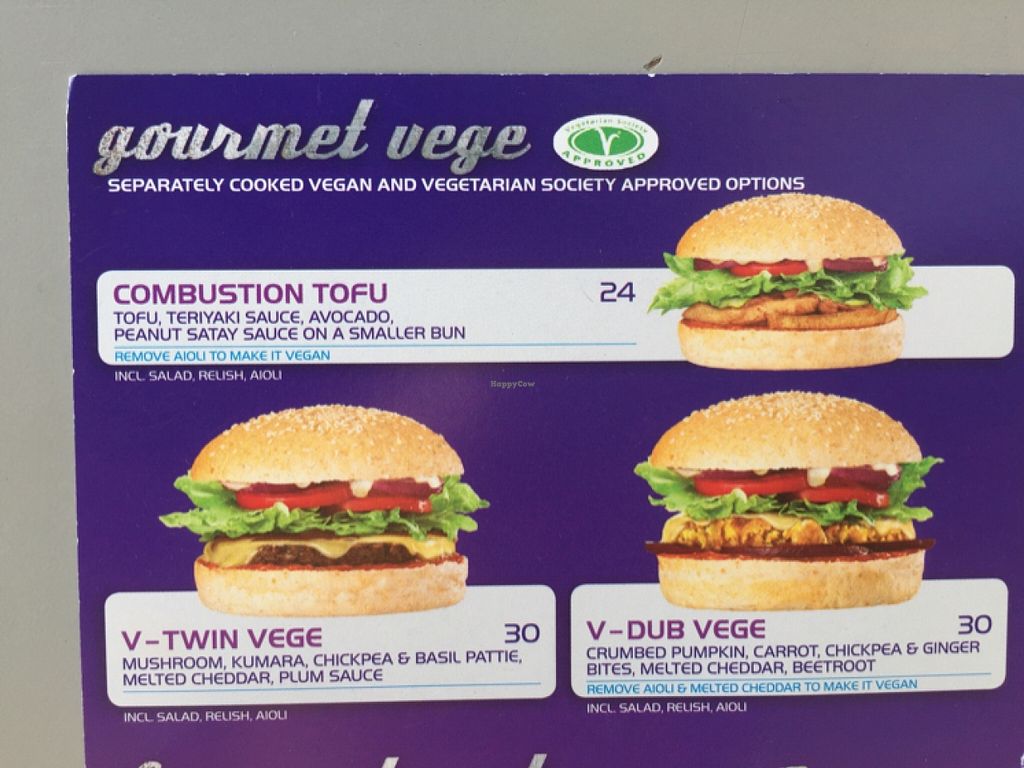 gourmet vege
Vegetarian Society
APPROVED
SEPARATELY COOKED VEGAN AND VEGETARIAN SOCIETY APPROVED OPTIONS
COMBUSTION TOFU 24
TOFU, TERIYAKI SAUCE, AVOCADO,
PEANUT SATAY SAUCE ON A SMALLER BUN
REMOVE AIOLI TO MAKE IT VEGAN
INCL. SALAD, RELISH, AIOLI
HappyCow
V-TWIN VEGE 30
MUSHROOM, KUMARA, CHICKPEA & BASIL PATTIE,
MELTED CHEDDAR, PLUM SAUCE
INCL. SALAD, RELISH, AIOLI
V-DUB VEGE 30
CRUMBED PUMPKIN, CARROT, CHICKPEA & GINGER
BITES, MELTED CHEDDAR, BEETROOT
REMOVE AIOLI & MELTED CHEDDAR TO MAKE IT VEGAN
INCL. SALAD, RELISH, AIOLI